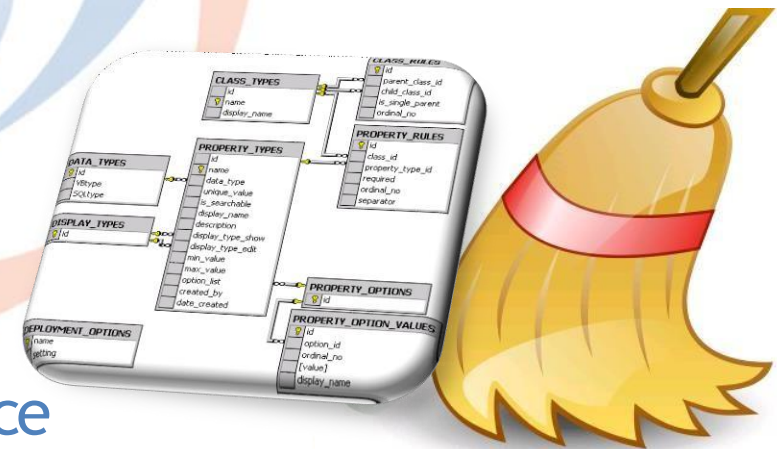 CLASS_RULES
id
parent_class_id
child_class_id
is_single_parent
ordinal_no
CLASS_TYPES
id
name
display_name
PROPERTY_RULES
id
class_id
property_type_id
required
ordinal_no
separator
PROPERTY_TYPES
id
name
data_type
unique_value
is_searchable
display_name
description
display_type_show
display_type_edit
min_value
max_value
option_list
created_by
date_created
DATA_TYPES
id
VBtype
SQLtype
DISPLAY_TYPES
id
PROPERTY_OPTIONS
id
PROPERTY_OPTION_VALUES
id
option_id
ordinal_no
[value]
display_name
DEPLOYMENT_OPTIONS
name
setting
ce